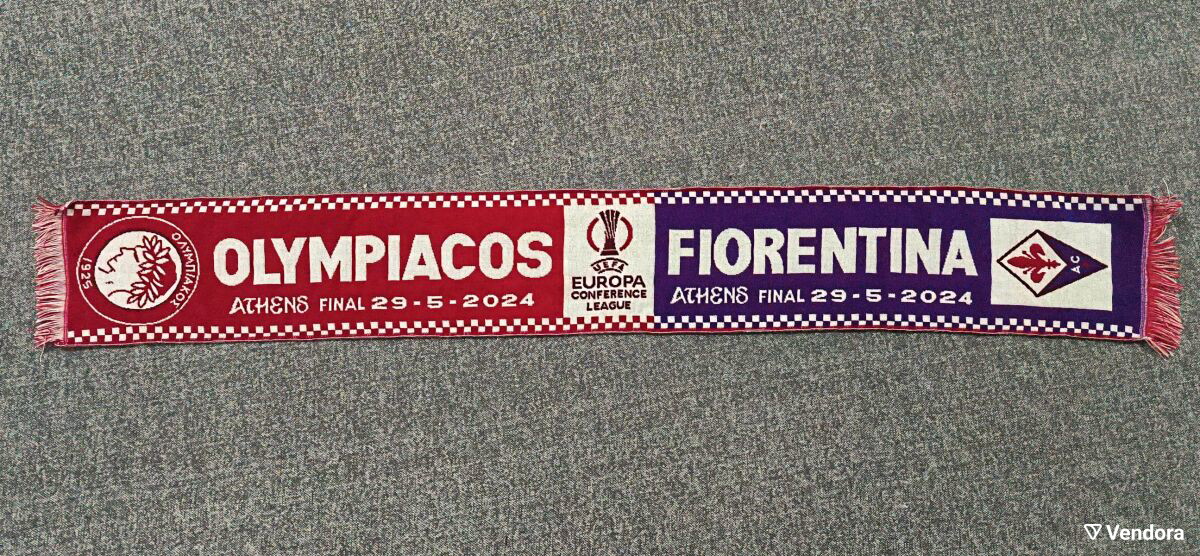 ΟΛΥΜΠΙΑΚΟΣ
1925
OLYMPIACOS
ATHENS FINAL 29-5-2024
UEFA
EUROPA
CONFERENCE
LEAGUE
FIORENTINA
ATHENS FINAL 29-5-2024
AC
Vendora